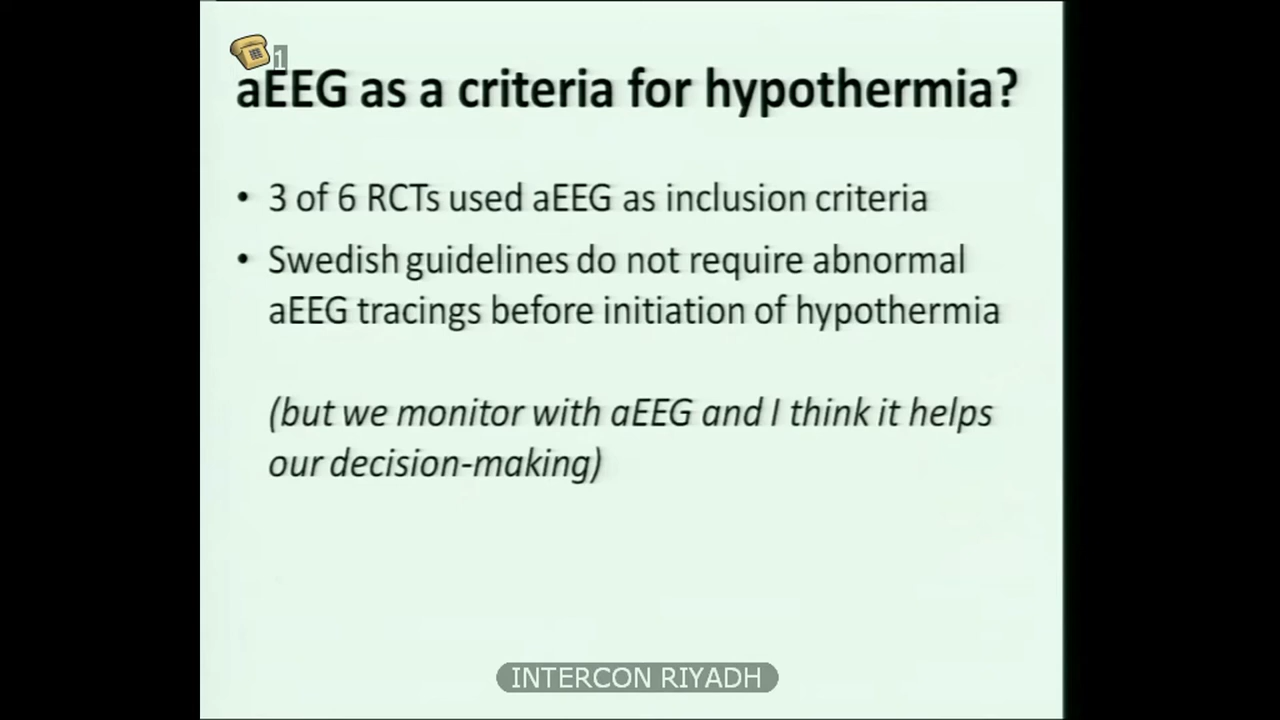 1
aEEG as a criteria for hypothermia?
• 3 of 6 RCTs used aEEG as inclusion criteria
• Swedish guidelines do not require abnormal
aEEG tracings before initiation of hypothermia
(but we monitor with aEEG and I think it helps
our decision-making)
INTERCON RIYADH